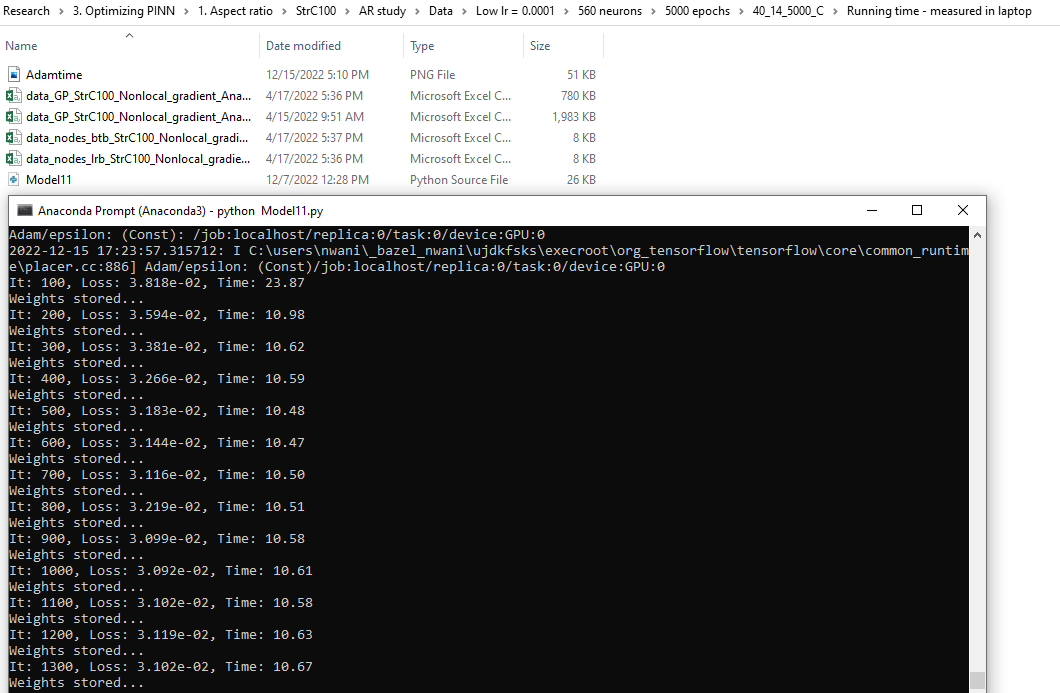 Research > 3. Optimizing PINN > 1. Aspect ratio > StrC100 > AR study > Data > Low lr = 0.0001 > 560 neurons > 5000 epochs > 40_14_5000_C > Running time - measured in laptop
Name Date modified Type Size
Adamtime 12/15/2022 5:10 PM PNG File 51 KB
data_GP_StrC100_Nonlocal_gradient_Ana... 4/17/2022 5:36 PM Microsoft Excel C... 780 KB
data_GP_StrC100_Nonlocal_gradient_Ana... 4/15/2022 9:51 AM Microsoft Excel C... 1,983 KB
data_nodes_btb_StrC100_Nonlocal_gradi... 4/17/2022 5:37 PM Microsoft Excel C... 8 KB
data_nodes_lrb_StrC100_Nonlocal_gradie... 4/17/2022 5:36 PM Microsoft Excel C... 8 KB
Model11 12/7/2022 12:28 PM Python Source File 26 KB
Anaconda Prompt (Anaconda3) - python Model11.py
Adam/epsilon: (Const): /job:localhost/replica:0/task:0/device:GPU:0
2022-12-15 17:23:57.315712: I C:\users\nwani\_bazel_nwani\ujdkfsks\execroot\org_tensorflow\tensorflow\core\common_runtim
e\placer.cc:886] Adam/epsilon: (Const)/job:localhost/replica:0/task:0/device:GPU:0
It: 100, Loss: 3.818e-02, Time: 23.87
Weights stored...
It: 200, Loss: 3.594e-02, Time: 10.98
Weights stored...
It: 300, Loss: 3.381e-02, Time: 10.62
Weights stored...
It: 400, Loss: 3.266e-02, Time: 10.59
Weights stored...
It: 500, Loss: 3.183e-02, Time: 10.48
Weights stored...
It: 600, Loss: 3.144e-02, Time: 10.47
Weights stored...
It: 700, Loss: 3.116e-02, Time: 10.50
Weights stored...
It: 800, Loss: 3.219e-02, Time: 10.51
Weights stored...
It: 900, Loss: 3.099e-02, Time: 10.58
Weights stored...
It: 1000, Loss: 3.092e-02, Time: 10.61
Weights stored...
It: 1100, Loss: 3.102e-02, Time: 10.58
Weights stored...
It: 1200, Loss: 3.119e-02, Time: 10.63
Weights stored...
It: 1300, Loss: 3.102e-02, Time: 10.67
Weights stored...